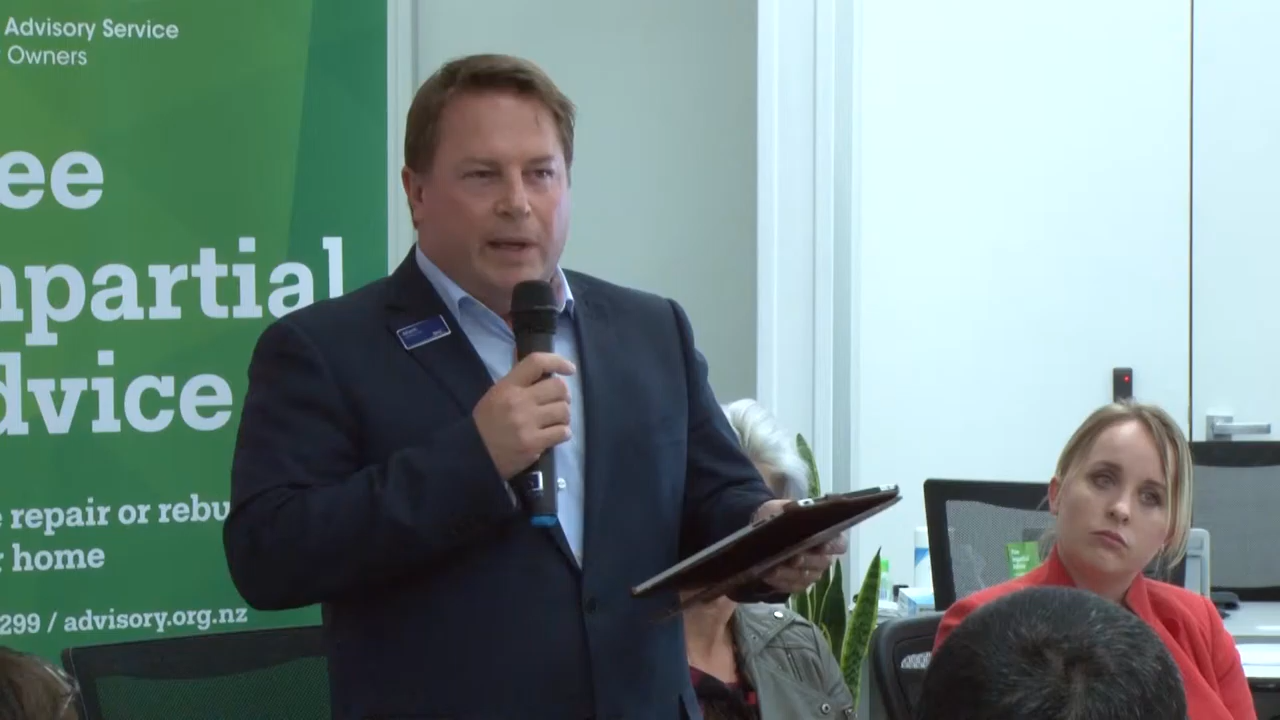 Advisory Service
Owners
ee
npartial
dvice
e repair or rebu
r home
299 / advisory.org.nz